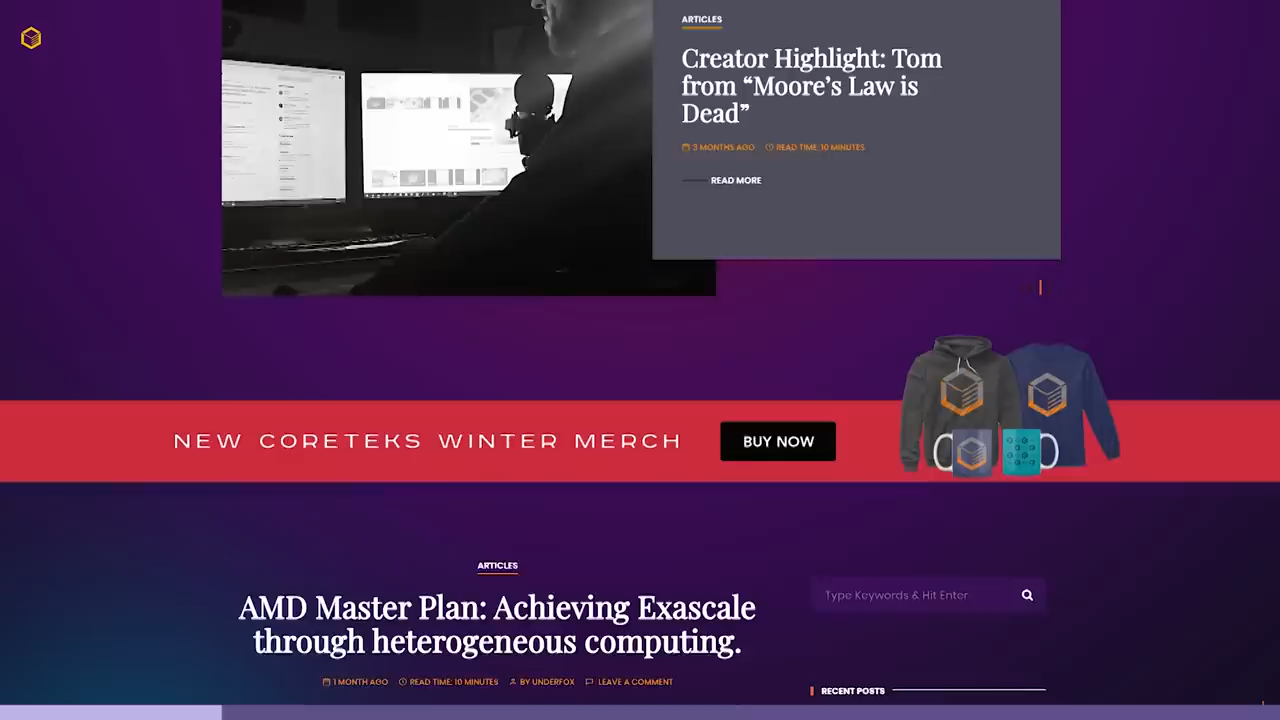 ARTICLES
Creator Highlight: Tom
from “Moore’s Law is
Dead”
3 MONTHS AGO READ TIME: 10 MINUTES
READ MORE
NEW CORETEKS WINTER MERCH
BUY NOW
ARTICLES
AMD Master Plan: Achieving Exascale
through heterogeneous computing.
1 MONTH AGO READ TIME: 10 MINUTES BY UNDERFOX LEAVE A COMMENT
Type Keywords & Hit Enter
RECENT POSTS